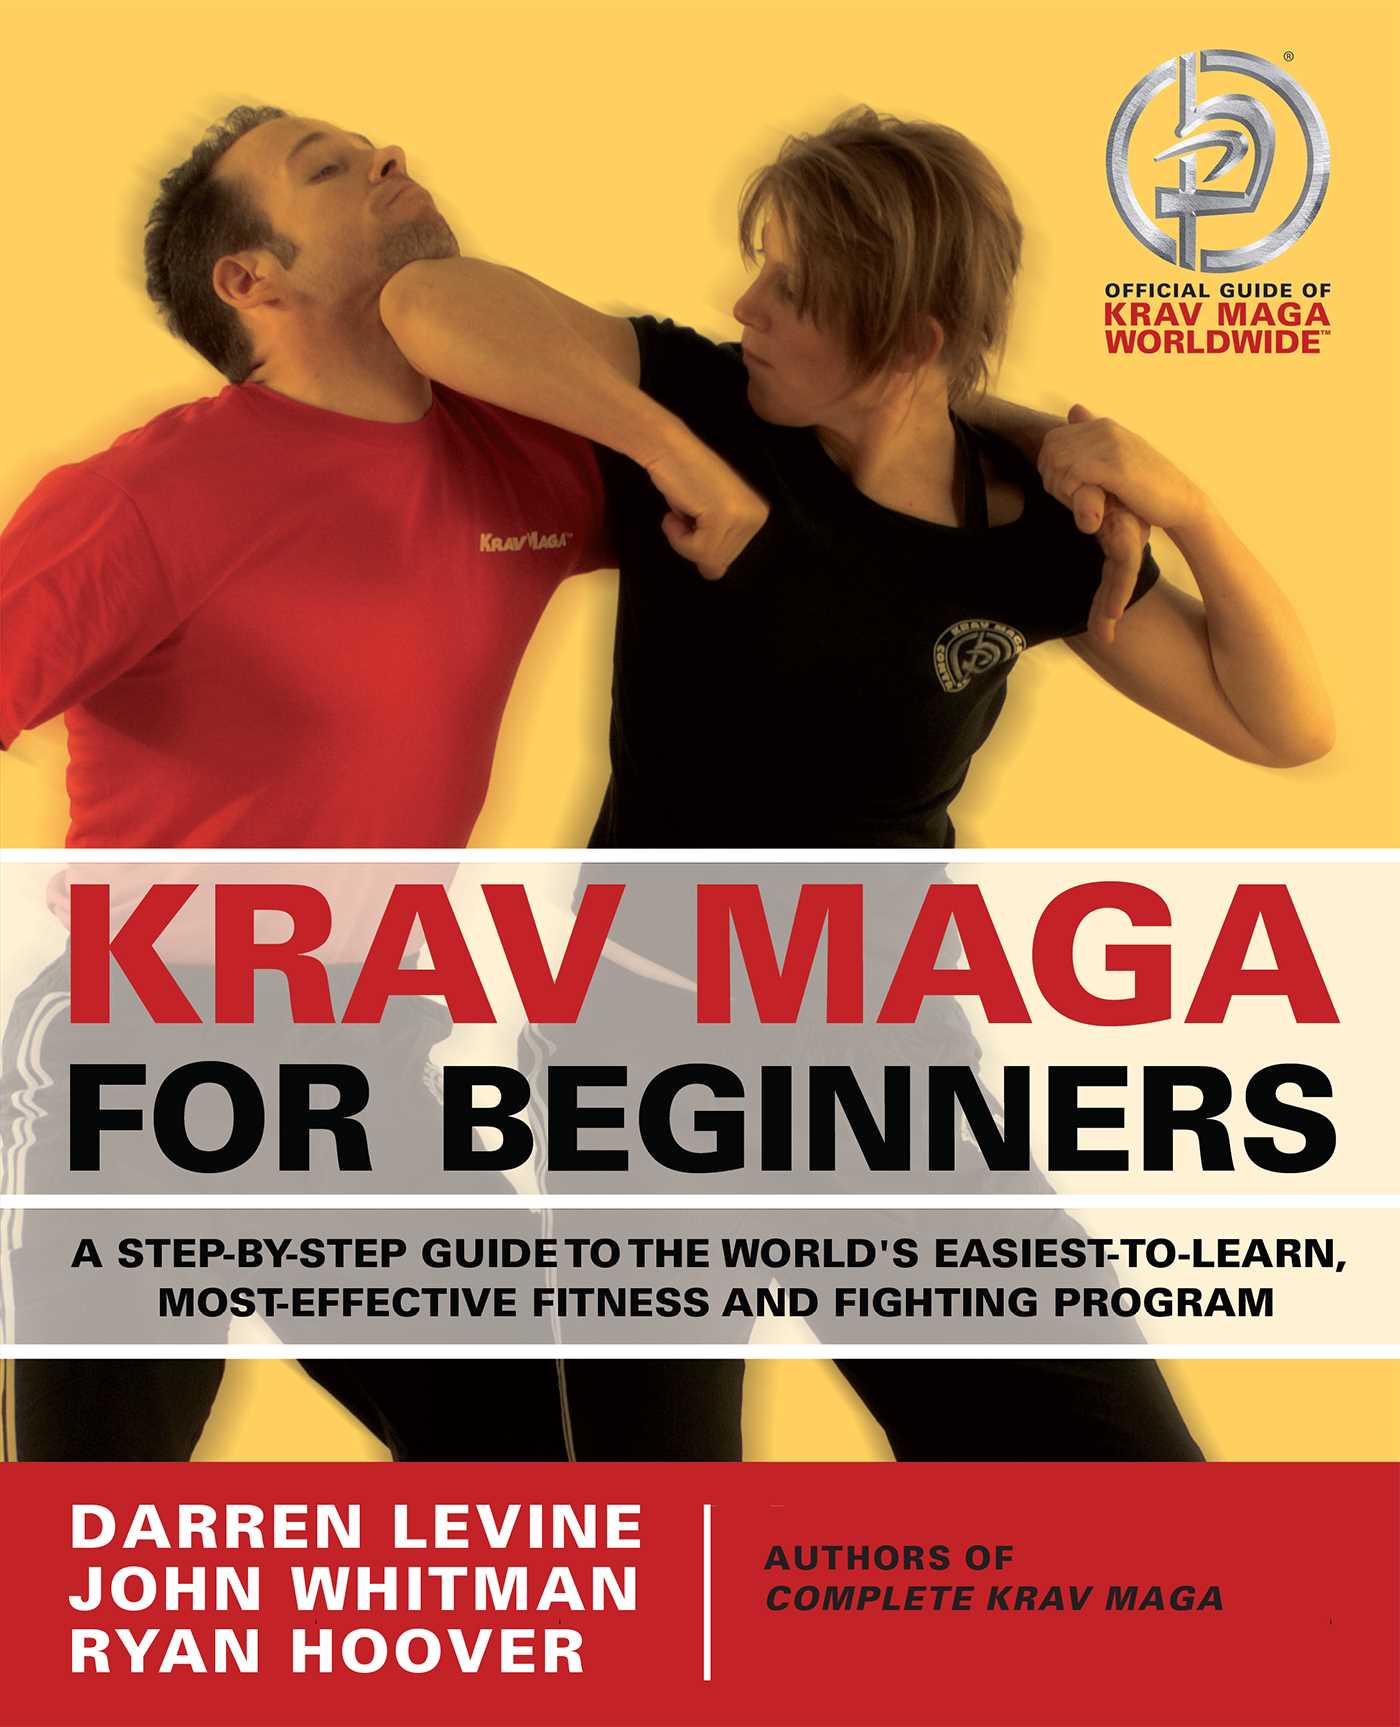 ®
OFFICIAL GUIDE OF
KRAV MAGA
WORLDWIDE™
KRAV MAGA™
KRAV MAGA
KRAV MAGA
FOR BEGINNERS
A STEP-BY-STEP GUIDE TO THE WORLD'S EASIEST-TO-LEARN,
MOST-EFFECTIVE FITNESS AND FIGHTING PROGRAM
DARREN LEVINE
JOHN WHITMAN
RYAN HOOVER
AUTHORS OF
COMPLETE KRAV MAGA